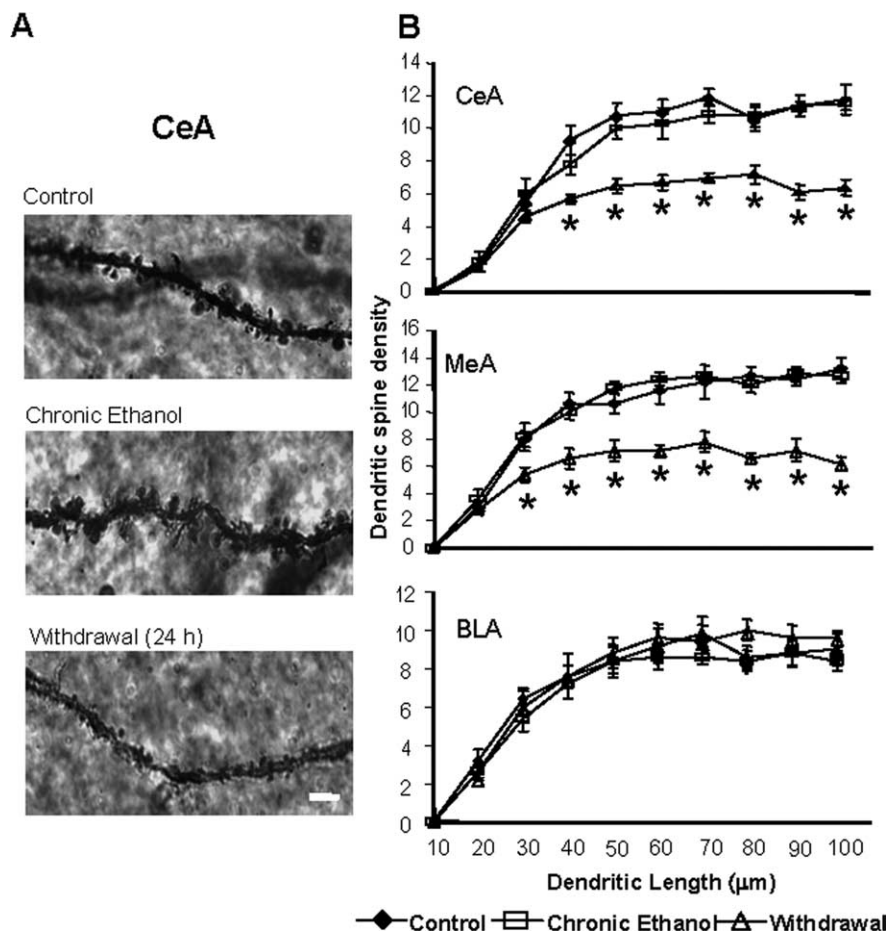 A
CeA
Control
Chronic Ethanol
Withdrawal (24 h)
B
Dendritic spine density
CeA
14
12
10
8
6
4
2
0
* * * * * * *
MeA
16
14
12
10
8
6
4
2
0
* * * * * * * *
BLA
12
10
8
6
4
2
0
10 20 30 40 50 60 70 80 90 100
Dendritic Length (µm)
Control Chronic Ethanol Withdrawal